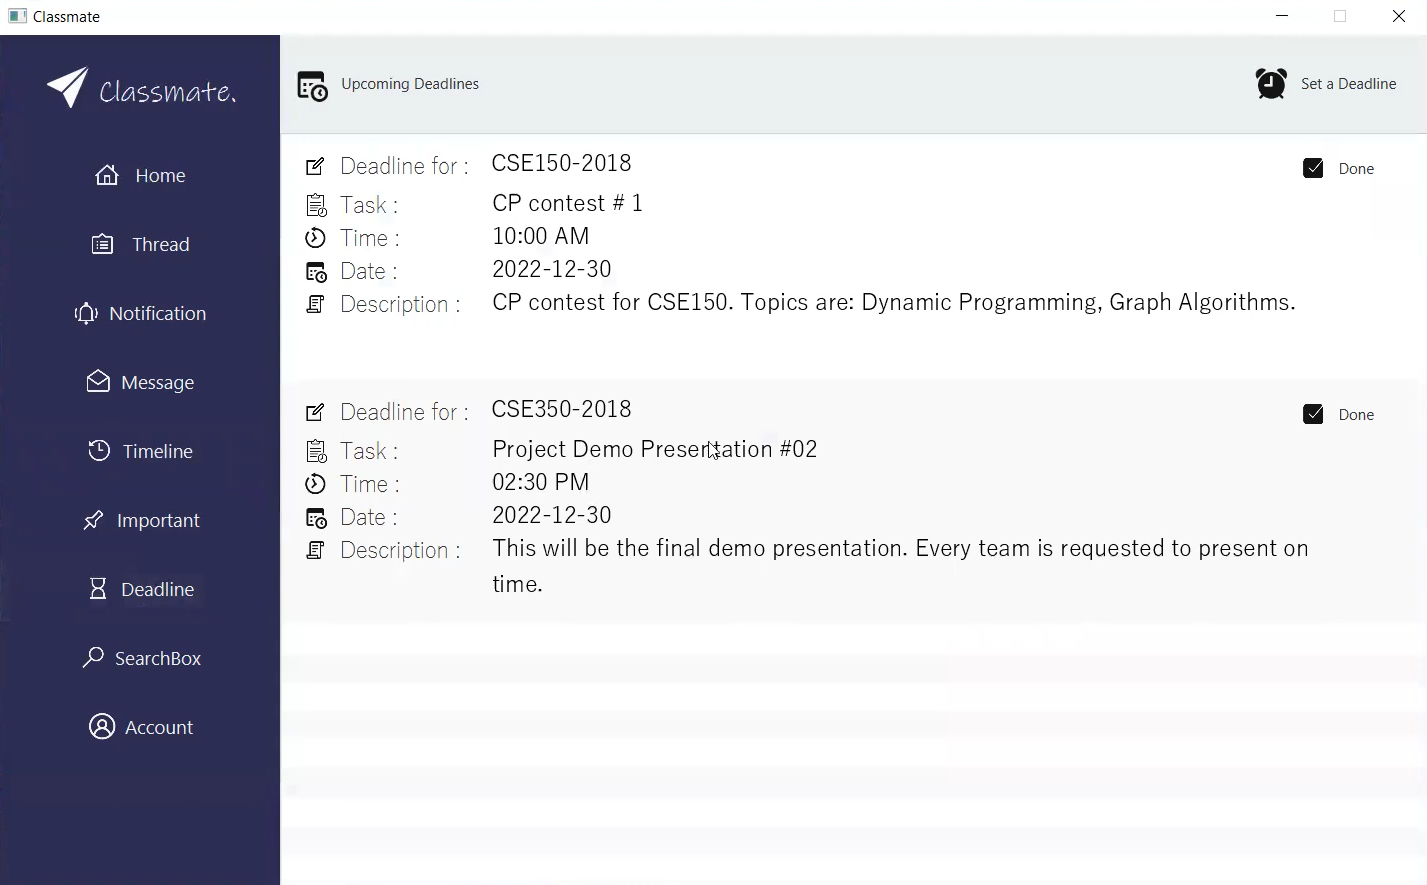 Classmate
Classmate.
Home
Thread
Notification
Message
Timeline
Important
Deadline
SearchBox
Account
Upcoming Deadlines
Set a Deadline
Deadline for : CSE150-2018
Done
Task : CP contest # 1
Time : 10:00 AM
Date : 2022-12-30
Description : CP contest for CSE150. Topics are: Dynamic Programming, Graph Algorithms.
Deadline for : CSE350-2018
Done
Task : Project Demo Presentation #02
Time : 02:30 PM
Date : 2022-12-30
Description : This will be the final demo presentation. Every team is requested to present on
time.